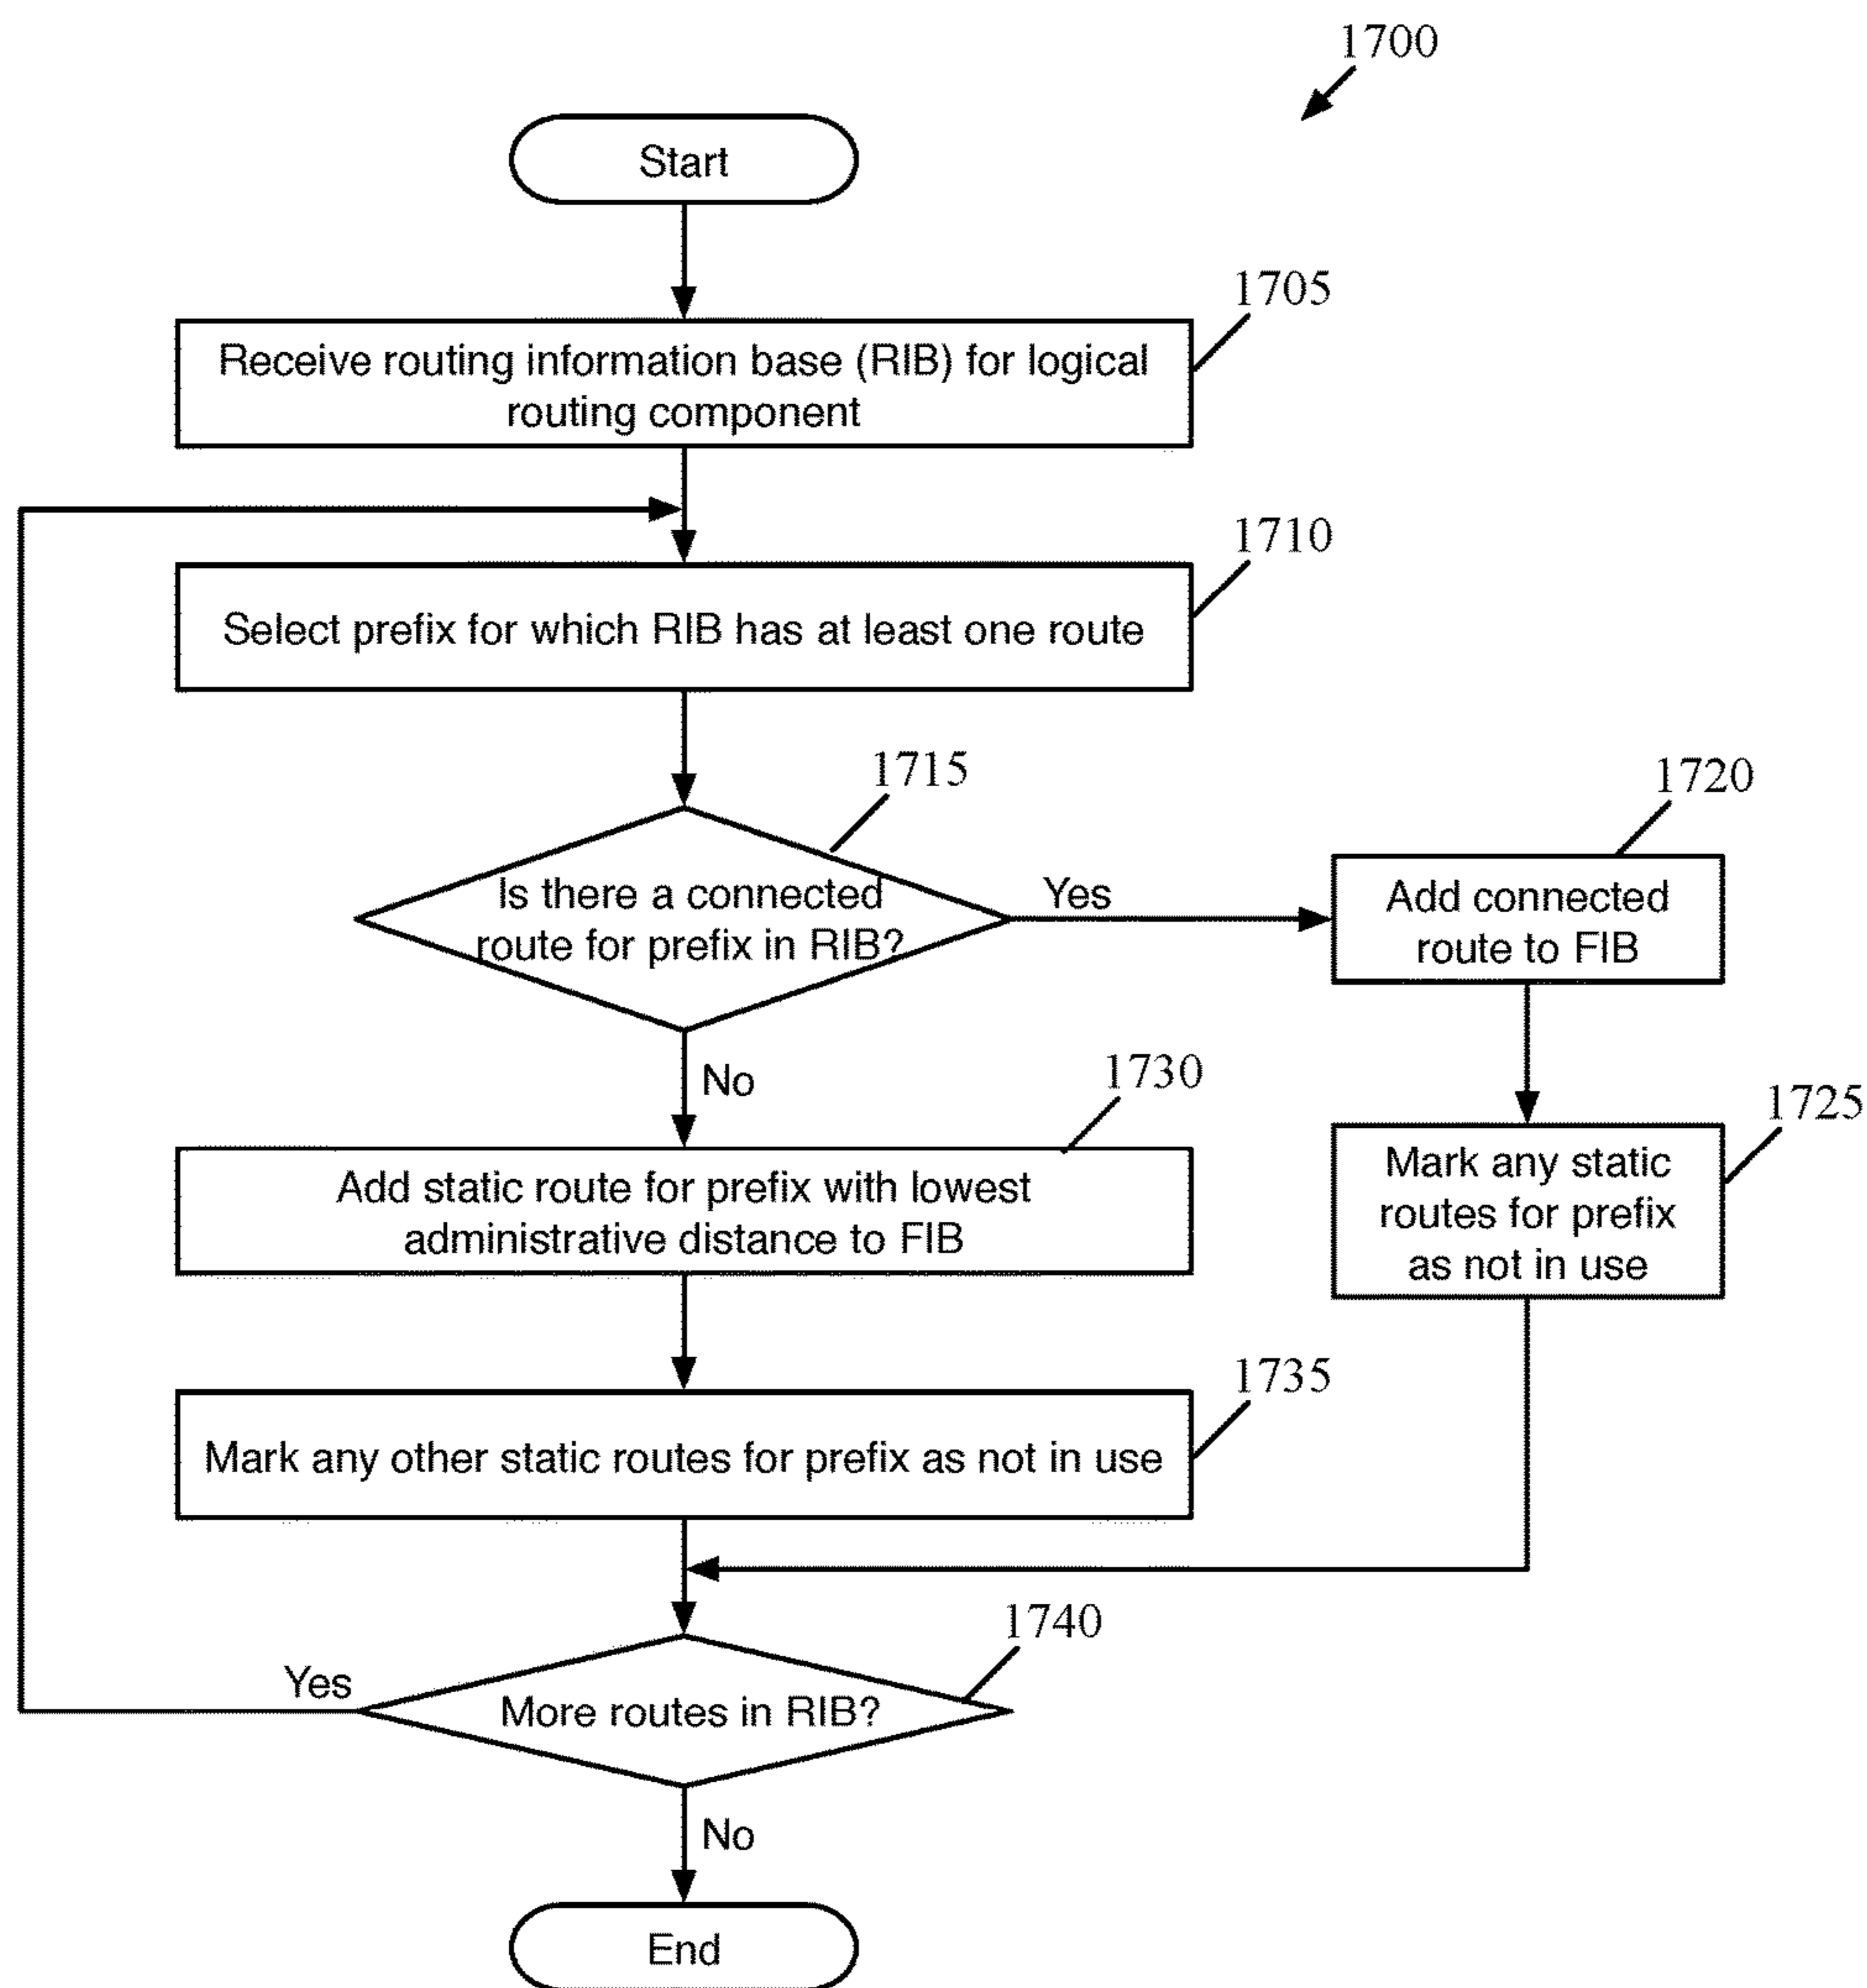 1700
Start
1705
Receive routing information base (RIB) for logical
routing component
1710
Select prefix for which RIB has at least one route
1715
1720
Is there a connected
route for prefix in RIB?
Yes
Add connected
route to FIB
No
1730
1725
Add static route for prefix with lowest
administrative distance to FIB
Mark any static
routes for prefix
as not in use
1735
Mark any other static routes for prefix as not in use
1740
Yes
More routes in RIB?
No
End